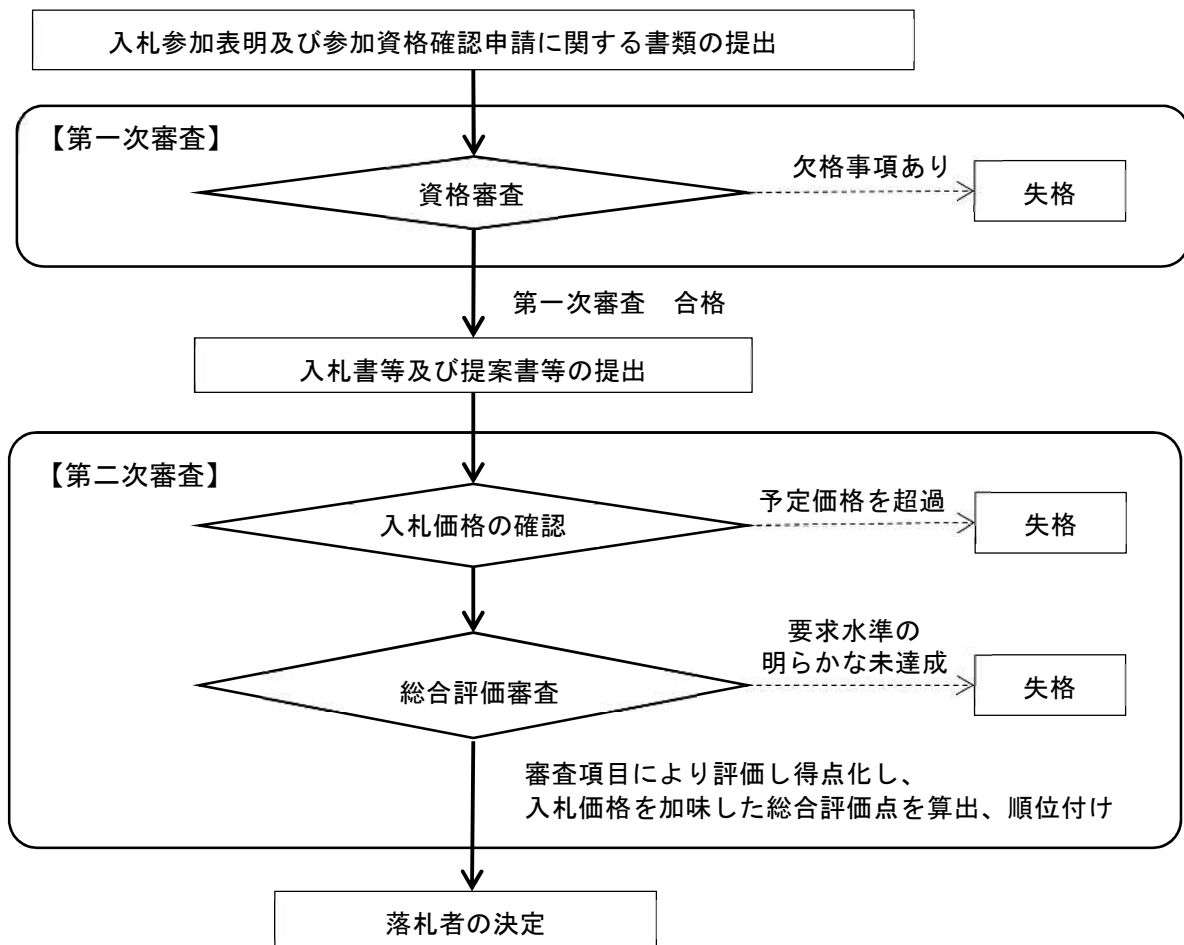 入札参加表明及び参加資格確認申請に関する書類の提出
【第一次審査】
欠格事項あり
資格審査
失格
第一次審査　合格
入札書等及び提案書等の提出
【第二次審査】
予定価格を超過
入札価格の確認
失格
要求水準の
明らかな未達成
総合評価審査
失格
審査項目により評価し得点化し、
入札価格を加味した総合評価点を算出、順位付け
落札者の決定